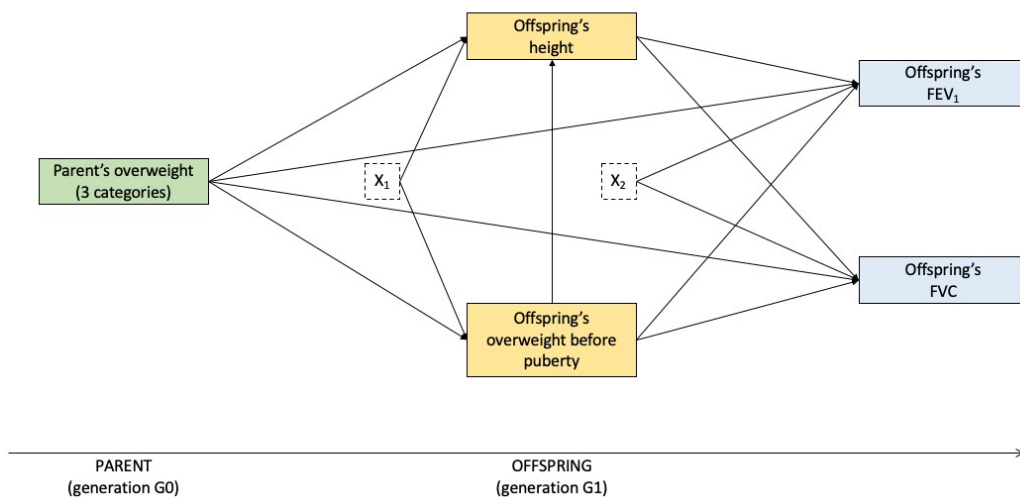 Offspring's
height
Offspring's
FEV₁
Parent's overweight
(3 categories)
X₁
X₂
Offspring's
FVC
Offspring's
overweight before
puberty
PARENT
(generation G0)
OFFSPRING
(generation G1)